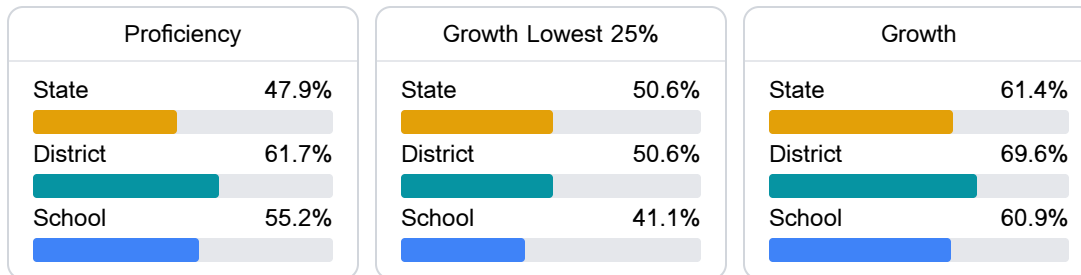 Proficiency
State 47.9%
District 61.7%
School 55.2%
Growth Lowest 25%
State 50.6%
District 50.6%
School 41.1%
Growth
State 61.4%
District 69.6%
School 60.9%